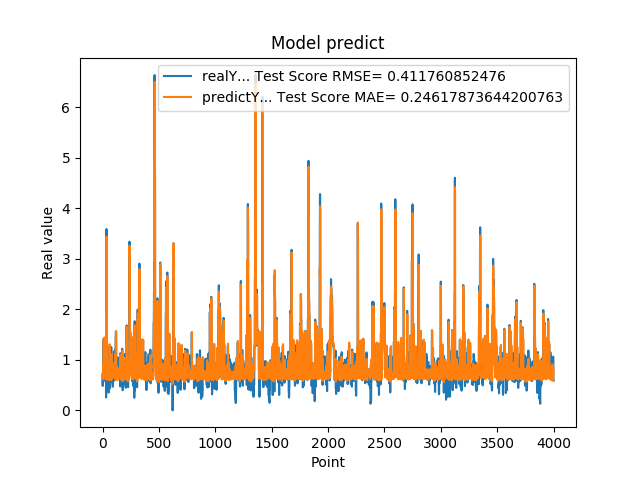 Model predict
realY... Test Score RMSE= 0.411760852476
predictY... Test Score MAE= 0.24617873644200763
Real value
6
5
4
3
2
1
0
0 500 1000 1500 2000 2500 3000 3500 4000
Point